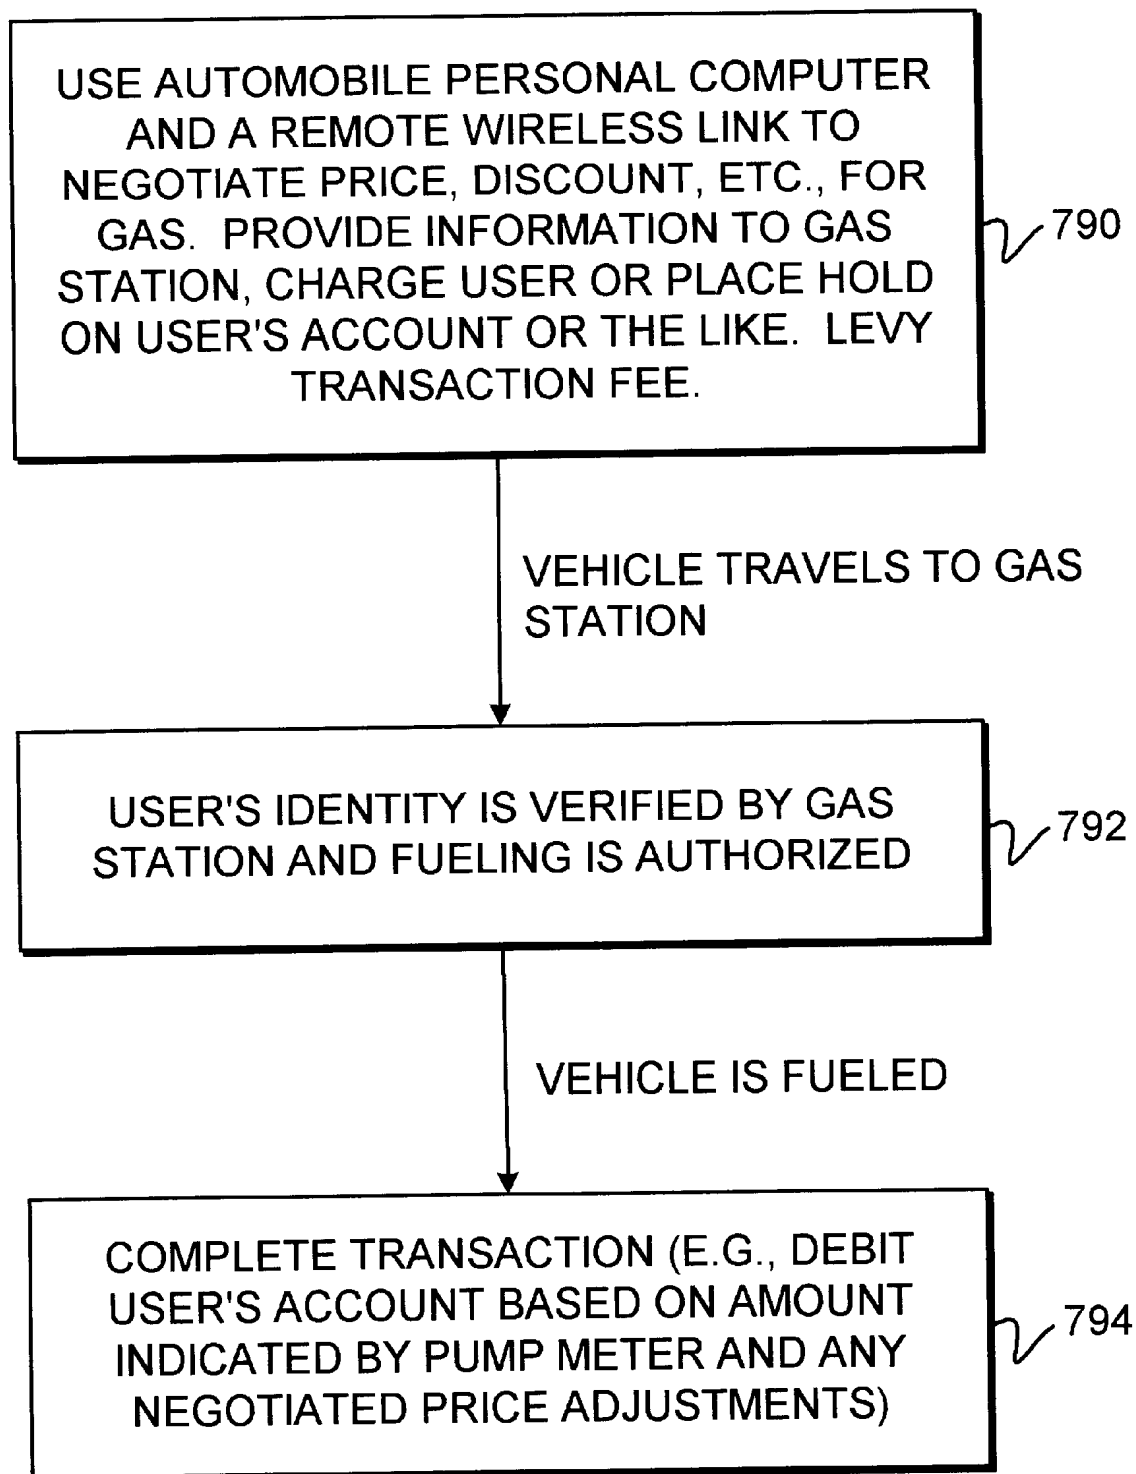 USE AUTOMOBILE PERSONAL COMPUTER
AND A REMOTE WIRELESS LINK TO
NEGOTIATE PRICE, DISCOUNT, ETC., FOR
GAS. PROVIDE INFORMATION TO GAS
STATION, CHARGE USER OR PLACE HOLD
ON USER'S ACCOUNT OR THE LIKE. LEVY
TRANSACTION FEE.
790
VEHICLE TRAVELS TO GAS
STATION
USER'S IDENTITY IS VERIFIED BY GAS
STATION AND FUELING IS AUTHORIZED
792
VEHICLE IS FUELED
COMPLETE TRANSACTION (E.G., DEBIT
USER'S ACCOUNT BASED ON AMOUNT
INDICATED BY PUMP METER AND ANY
NEGOTIATED PRICE ADJUSTMENTS)
794